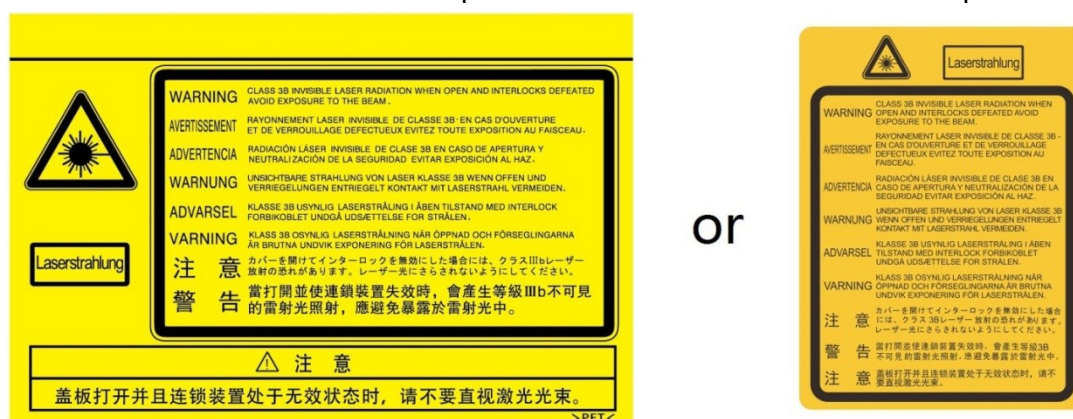 WARNING CLASS 3B INVISIBLE LASER RADIATION WHEN OPEN AND INTERLOCKS DEFEATED
AVOID EXPOSURE TO THE BEAM.
AVERTISSEMENT RAYONNEMENT LASER INVISIBLE DE CLASSE 3B- EN CAS D'OUVERTURE
ET DE VERROUILLAGE DEFECTUEUX EVITEZ TOUTE EXPOSITION AU FAISCEAU.
ADVERTENCIA RADIACIÓN LÁSER INVISIBLE DE CLASE 3B EN CASO DE APERTURA Y
NEUTRALIZACIÓN DE LA SEGURIDAD EVITAR EXPOSICIÓN AL HAZ.
WARNUNG UNSICHTBARE STRAHLUNG VON LASER KLASSE 3B WENN OFFEN UND
VERRIEGELUNGEN ENTRIEGELT KONTAKT MIT LASERSTRAHL VERMEIDEN.
ADVARSEL KLASSE 3B OSYNLIG LASERSTRÅLING I ÅBEN TILSTAND MED INTERLOCK
FORBIKOBLET UNDGÅ UDSÆTTELSE FOR STRÅLEN.
VARNING KLASS 3B OSYNLIG LASERSTRÅLNING NÄR ÖPPNAD OCH FÖRSEGLINGARNA
ÄR BRUTNA UNDVIK EXPONERING FÖR LASERSTRÅLEN.
Laserstrahlung
注 意 カバーを開けてインターロックを無効にした場合には、クラスIIIbレーザー
放射の恐れがあります。レーザー光にさらされないようにしてください。
警 告 當打開並使連鎖裝置失效時，會產生等級IIIb不可見
的雷射光照射，應避免暴露於雷射光中。
⚠ 注 意
盖板打开并且连锁装置处于无效状态时，请不要直视激光光束。
>PET<
or
Laserstrahlung
WARNING CLASS 3B INVISIBLE LASER RADIATION WHEN
OPEN AND INTERLOCKS DEFEATED AVOID
EXPOSURE TO THE BEAM.
AVERTISSEMENT RAYONNEMENT LASER INVISIBLE DE CLASSE 3B -
EN CAS D'OUVERTURE ET DE VERROUILLAGE
DEFECTUEUX EVITEZ TOUTE EXPOSITION AU
FAISCEAU.
ADVERTENCIA RADIACIÓN LÁSER INVISIBLE DE CLASE 3B EN
CASO DE APERTURA Y NEUTRALIZACIÓN DE LA
SEGURIDAD EVITAR EXPOSICIÓN AL HAZ.
WARNUNG UNSICHTBARE STRAHLUNG VON LASER KLASSE 3B
WENN OFFEN UND VERRIEGELUNGEN ENTRIEGELT
KONTAKT MIT LASERSTRAHL VERMEIDEN.
ADVARSEL KLASSE 3B USYNLIG LASERSTRÅLING I ÅBEN
TILSTAND MED INTERLOCK FORBIKOBLET
UNDGÅ UDSÆTTELSE FOR STRÅLEN.
VARNING KLASS 3B OSYNLIG LASERSTRÅLNING NÄR
ÖPPNAD OCH FÖRSEGLINGARNA ÄR BRUTNA
UNDVIK EXPONERING FÖR LASERSTRÅLEN.
注 意 カバーを開けてインターロックを無効にした場合
には、クラス 3Bレーザー 放射の恐れがあります。
レーザー光にさらされないようにしてください。
警 告 當打開並使連鎖裝置失效時，會產生等級3B
不可見的雷射光照射，應避免暴露於雷射光中。
注 意 盖板打开并且连锁装置处于无效状态时，请不
要直视激光光束。